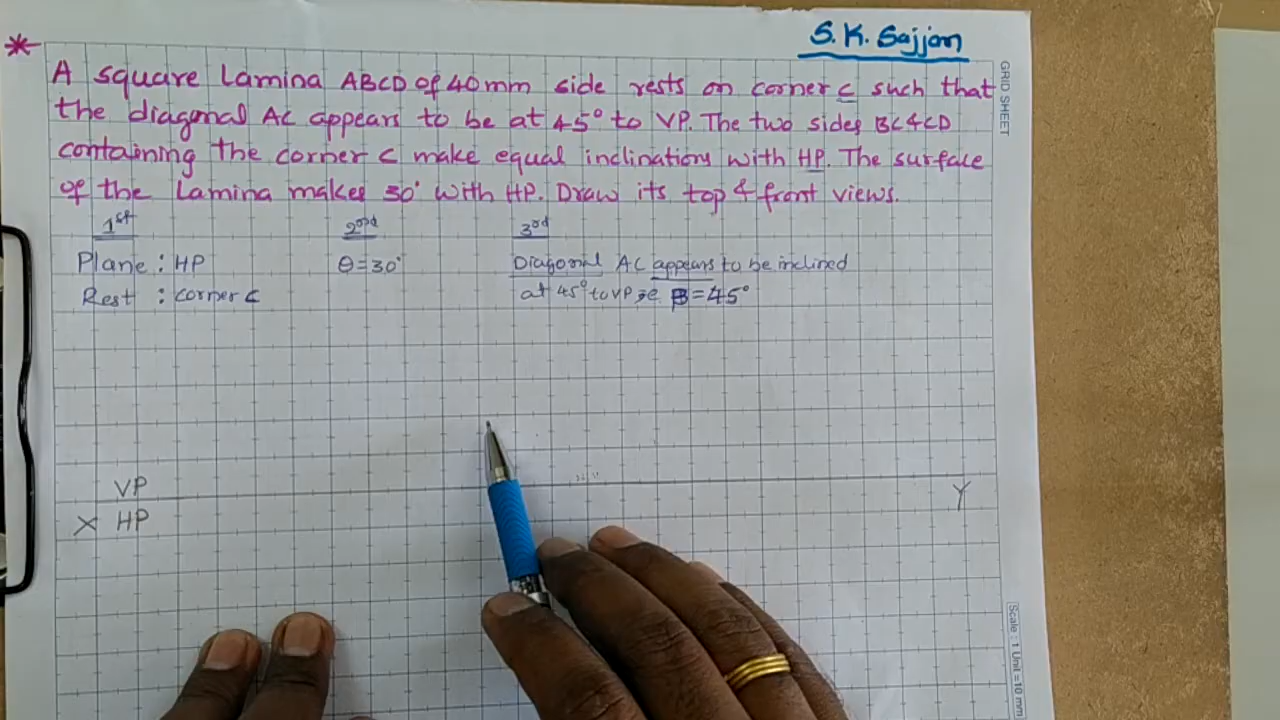 S. K. Sajjan
* A square Lamina ABCD of 40mm side rests on corner C such that
the diagonal AC appears to be at 45° to VP. The two sides BC & CD
containing the corner C make equal inclinations with HP. The surface
of the Lamina makes 30° with HP. Draw its top & front views.
1st 2nd 3rd
Plane : HP θ = 30° Diagonal AC appears to be inclined
Rest : corner C at 45° to VP ie β = 45°
VP
X HP Y
GRID SHEET
Scale : 1 Unit = 10 mm